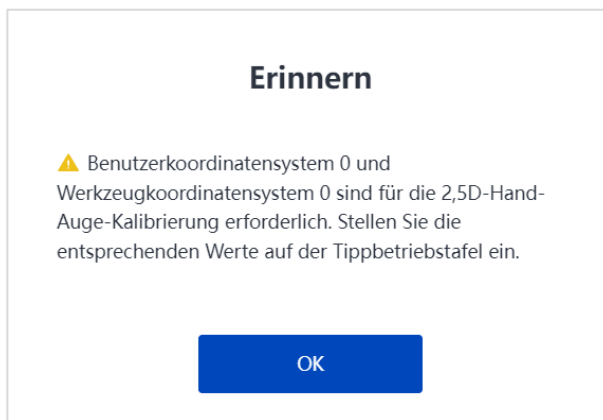 Erinnern
Benutzerkoordinatensystem 0 und
Werkzeugkoordinatensystem 0 sind für die 2,5D-Hand-
Auge-Kalibrierung erforderlich. Stellen Sie die
entsprechenden Werte auf der Tippbetriebstafel ein.
OK